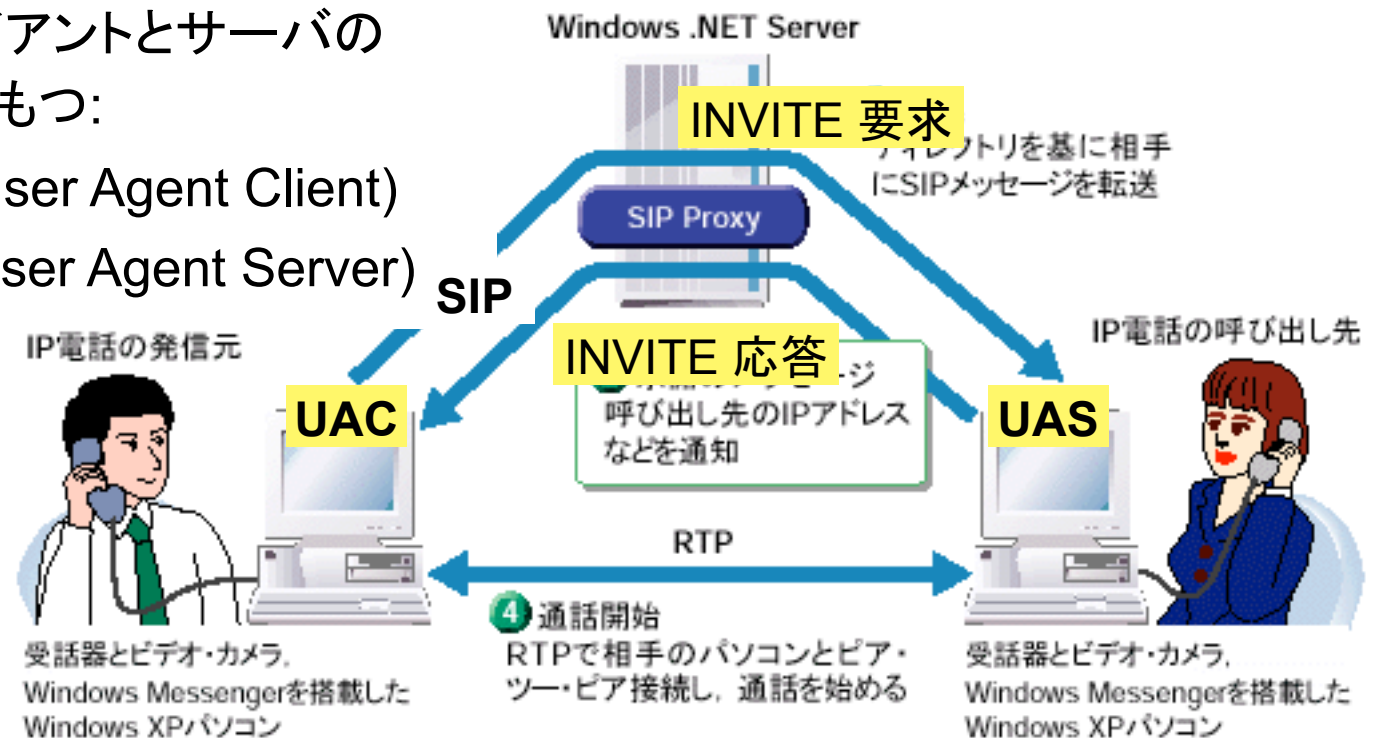 アントとサーバの
もつ:
ser Agent Client)
ser Agent Server)
Windows .NET Server
INVITE 要求
ディレクトリを基に相手
にSIPメッセージを転送
SIP Proxy
SIP
INVITE 応答
呼び出し先のIPアドレス
などを通知
IP電話の発信元
UAC
IP電話の呼び出し先
UAS
RTP
4 通話開始
RTPで相手のパソコンとピア・
ツー・ピア接続し，通話を始める
受話器とビデオ・カメラ，
Windows Messengerを搭載した
Windows XPパソコン
受話器とビデオ・カメラ，
Windows Messengerを搭載した
Windows XPパソコン